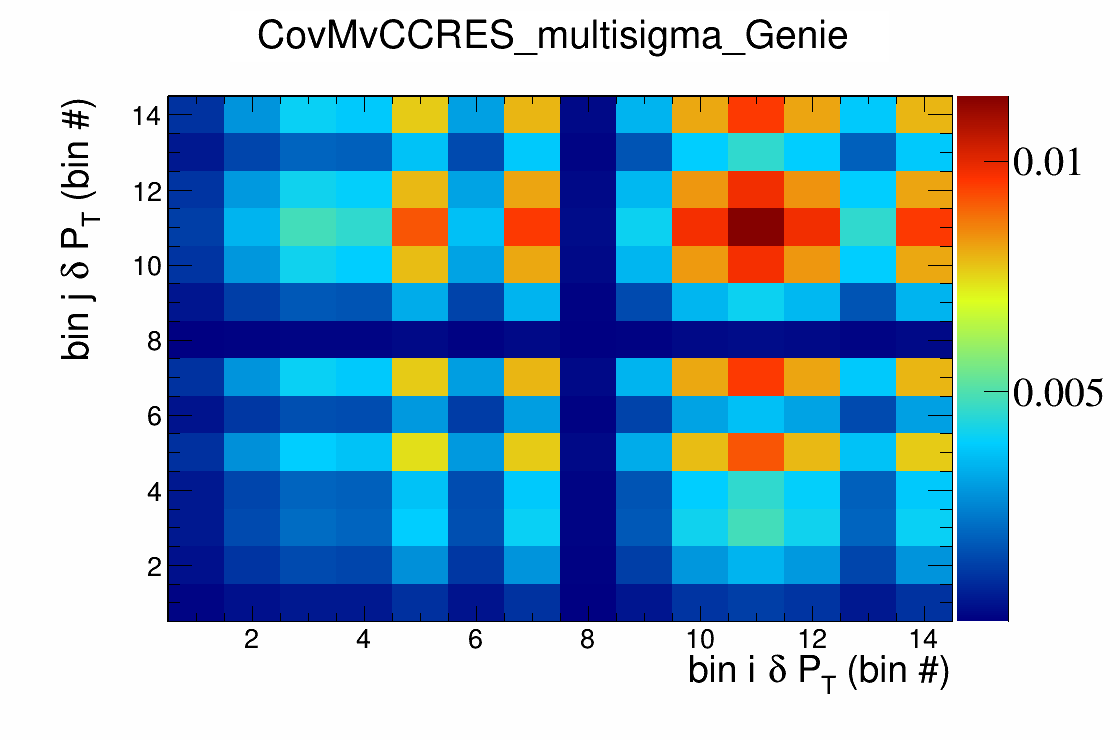 CovMvCCRES_multisigma_Genie
bin j δ P_T (bin #)
14
12
10
8
6
4
2
2 4 6 8 10 12 14
bin i δ P_T (bin #)
0.01
0.005